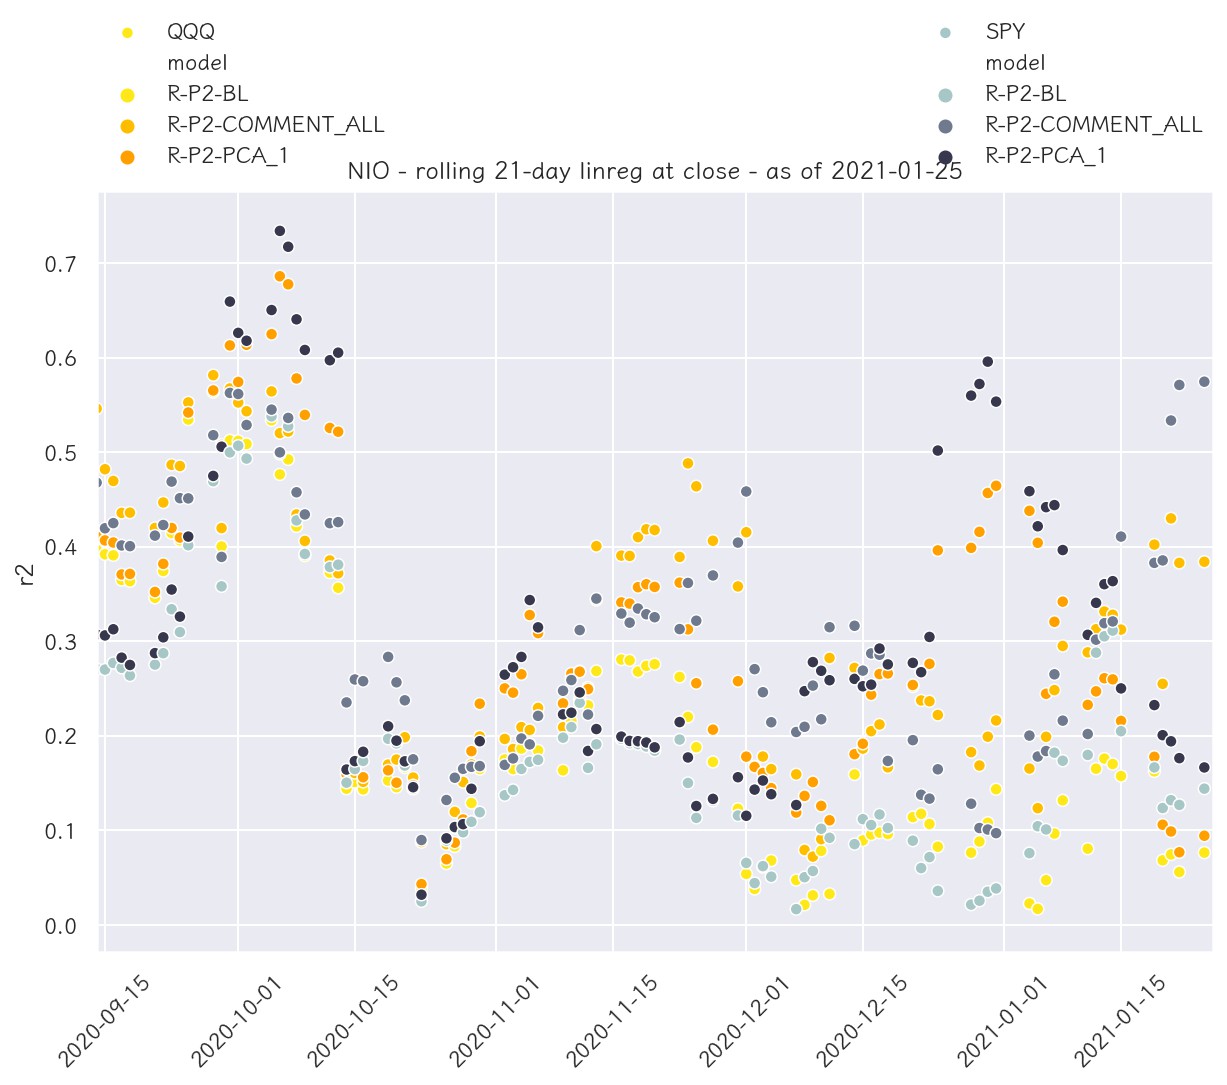 QQQ
model
R-P2-BL
R-P2-COMMENT_ALL
R-P2-PCA_1
SPY
model
R-P2-BL
R-P2-COMMENT_ALL
R-P2-PCA_1
NIO - rolling 21-day linreg at close - as of 2021-01-25
0.7
0.6
0.5
0.4
0.3
0.2
0.1
0.0
r2
2020-09-15
2020-10-01
2020-10-15
2020-11-01
2020-11-15
2020-12-01
2020-12-15
2021-01-01
2021-01-15